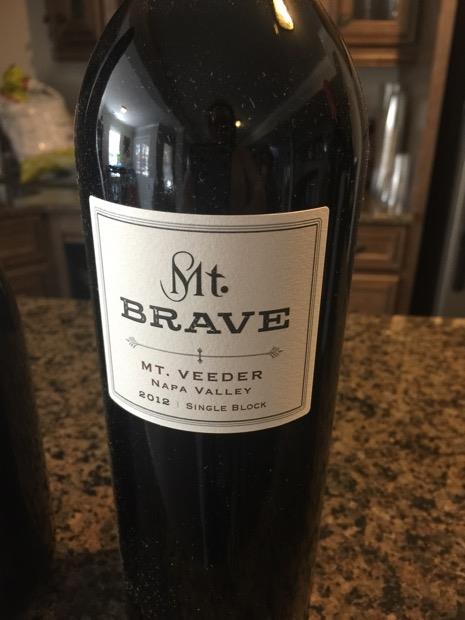 Mt.
BRAVE
MT. VEEDER
NAPA VALLEY
2012 | SINGLE BLOCK